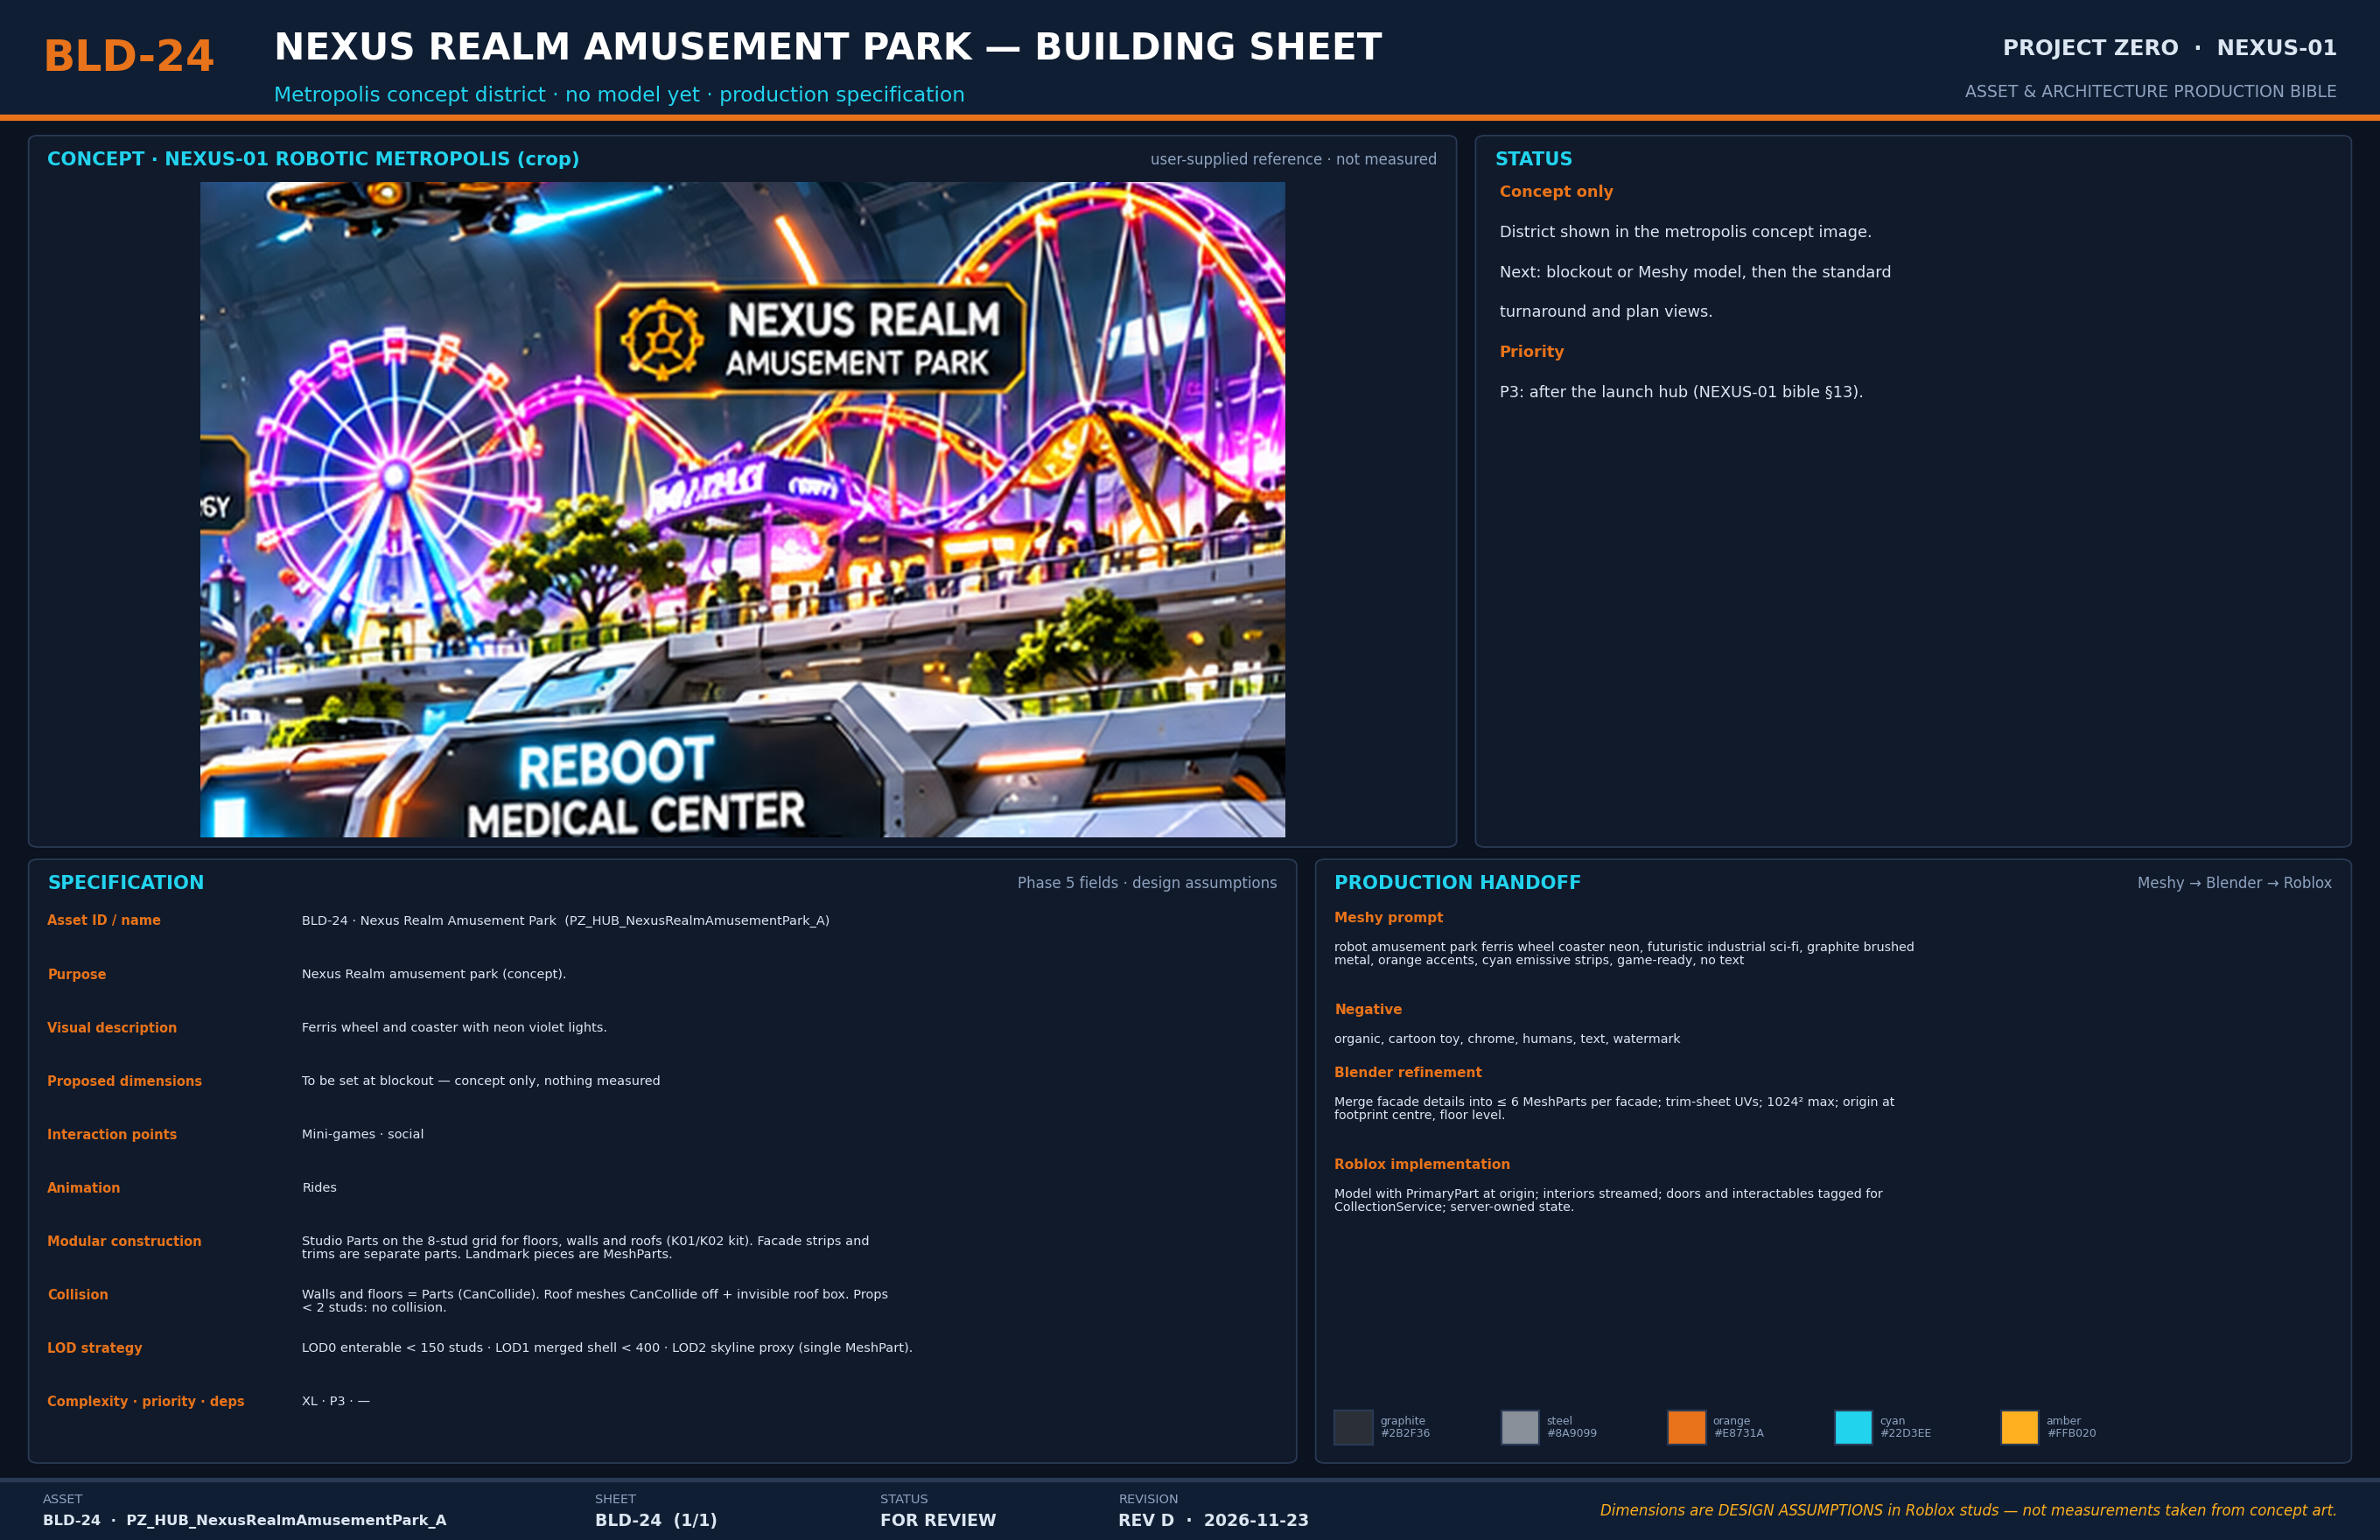 BLD-24
NEXUS REALM AMUSEMENT PARK — BUILDING SHEET
Metropolis concept district · no model yet · production specification
PROJECT ZERO · NEXUS-01
ASSET & ARCHITECTURE PRODUCTION BIBLE
CONCEPT · NEXUS-01 ROBOTIC METROPOLIS (crop)
user-supplied reference · not measured
NEXUS REALM
AMUSEMENT PARK
REBOOT
MEDICAL CENTER
STATUS
Concept only
District shown in the metropolis concept image.
Next: blockout or Meshy model, then the standard
turnaround and plan views.
Priority
P3: after the launch hub (NEXUS-01 bible §13).
SPECIFICATION
Phase 5 fields · design assumptions
Asset ID / name
BLD-24 · Nexus Realm Amusement Park (PZ_HUB_NexusRealmAmusementPark_A)
Purpose
Nexus Realm amusement park (concept).
Visual description
Ferris wheel and coaster with neon violet lights.
Proposed dimensions
To be set at blockout — concept only, nothing measured
Interaction points
Mini-games · social
Animation
Rides
Modular construction
Studio Parts on the 8-stud grid for floors, walls and roofs (K01/K02 kit). Facade strips and
trims are separate parts. Landmark pieces are MeshParts.
Collision
Walls and floors = Parts (CanCollide). Roof meshes CanCollide off + invisible roof box. Props
< 2 studs: no collision.
LOD strategy
LOD0 enterable < 150 studs · LOD1 merged shell < 400 · LOD2 skyline proxy (single MeshPart).
Complexity · priority · deps
XL · P3 · —
PRODUCTION HANDOFF
Meshy → Blender → Roblox
Meshy prompt
robot amusement park ferris wheel coaster neon, futuristic industrial sci-fi, graphite brushed
metal, orange accents, cyan emissive strips, game-ready, no text
Negative
organic, cartoon toy, chrome, humans, text, watermark
Blender refinement
Merge facade details into ≤ 6 MeshParts per facade; trim-sheet UVs; 1024² max; origin at
footprint centre, floor level.
Roblox implementation
Model with PrimaryPart at origin; interiors streamed; doors and interactables tagged for
CollectionService; server-owned state.
graphite
#2B2F36
steel
#8A9099
orange
#E8731A
cyan
#22D3EE
amber
#FFB020
ASSET
BLD-24 · PZ_HUB_NexusRealmAmusementPark_A
SHEET
BLD-24 (1/1)
STATUS
FOR REVIEW
REVISION
REV D · 2026-11-23
Dimensions are DESIGN ASSUMPTIONS in Roblox studs — not measurements taken from concept art.